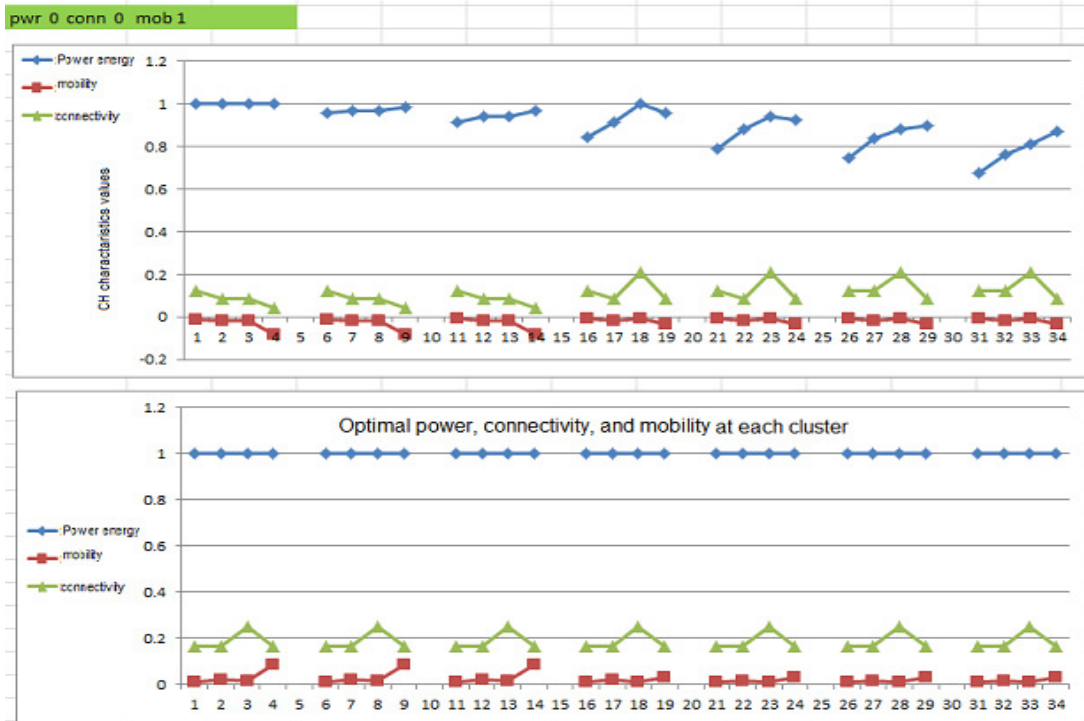 pwr 0 conn 0 mob 1
Power energy
mobility
connectivity
CH charactaristics values
1.2
1
0.8
0.6
0.4
0.2
0
-0.2
1 2 3 4 5 6 7 8 9 10 11 12 13 14 15 16 17 18 19 20 21 22 23 24 25 26 27 28 29 30 31 32 33 34
Optimal power, connectivity, and mobility at each cluster
Power energy
mobility
connectivity
1.2
1
0.8
0.6
0.4
0.2
0
1 2 3 4 5 6 7 8 9 10 11 12 13 14 15 16 17 18 19 20 21 22 23 24 25 26 27 28 29 30 31 32 33 34